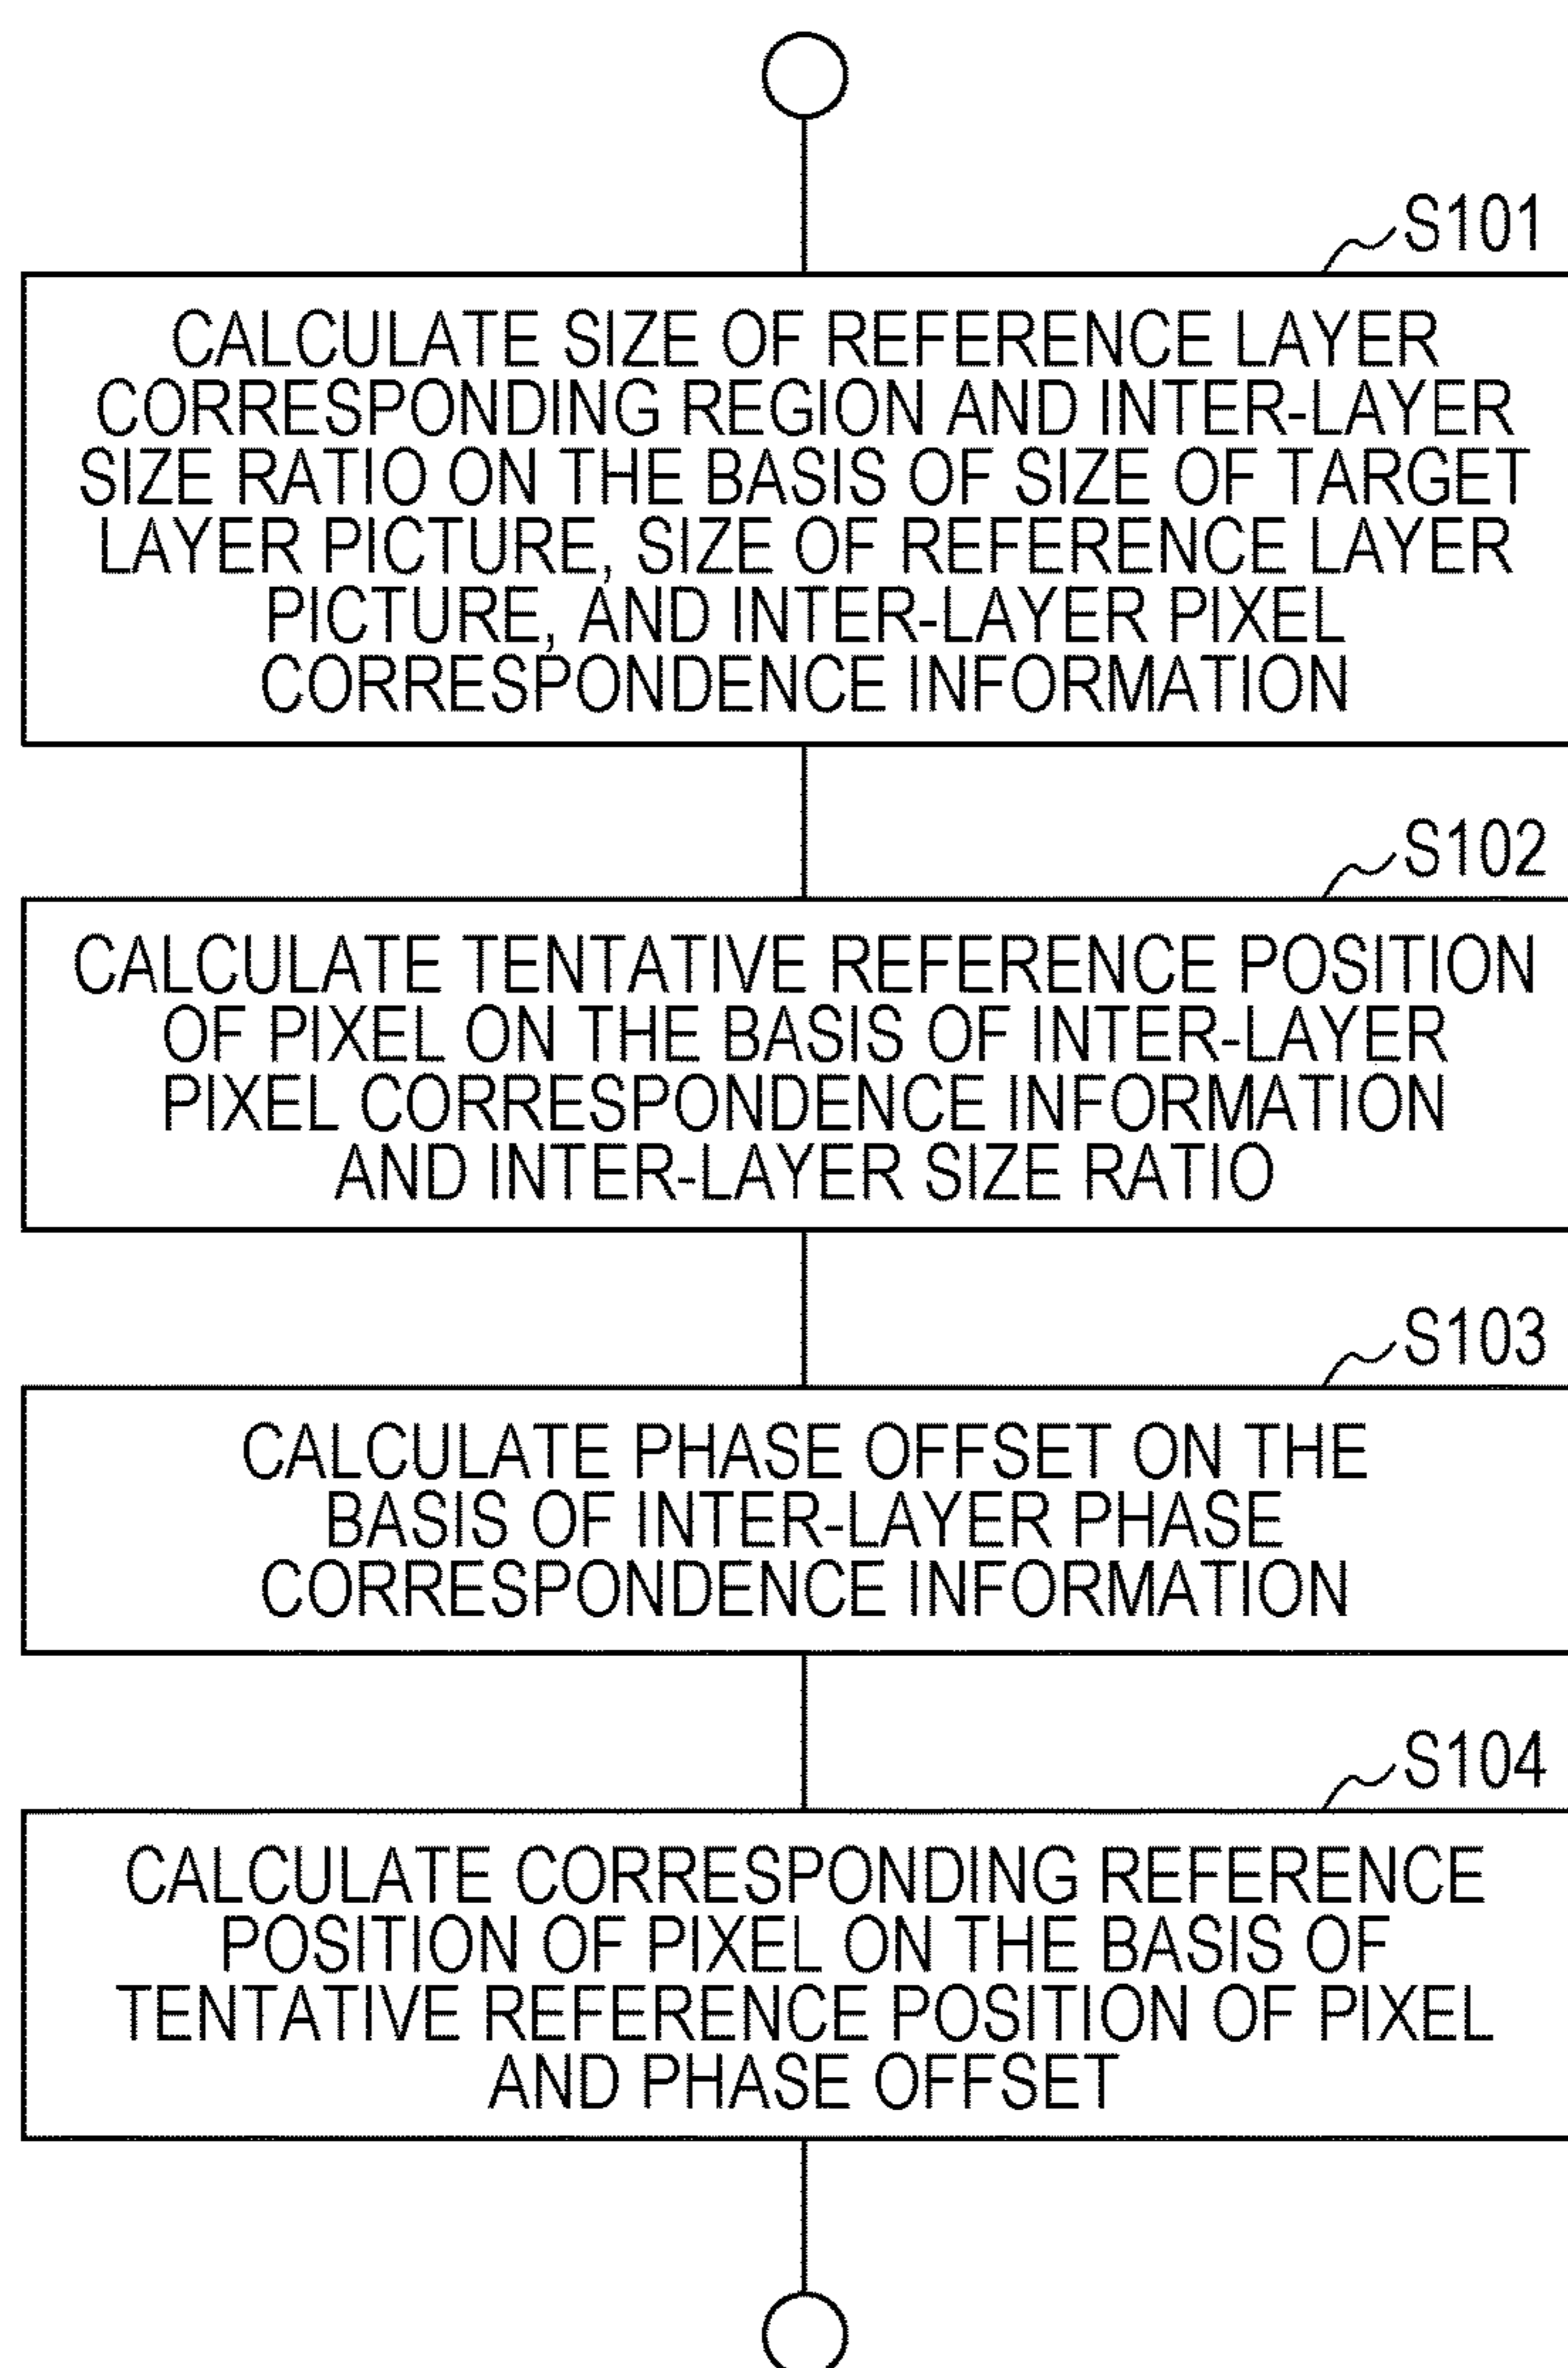 S101
CALCULATE SIZE OF REFERENCE LAYER
CORRESPONDING REGION AND INTER-LAYER
SIZE RATIO ON THE BASIS OF SIZE OF TARGET
LAYER PICTURE, SIZE OF REFERENCE LAYER
PICTURE, AND INTER-LAYER PIXEL
CORRESPONDENCE INFORMATION
S102
CALCULATE TENTATIVE REFERENCE POSITION
OF PIXEL ON THE BASIS OF INTER-LAYER
PIXEL CORRESPONDENCE INFORMATION
AND INTER-LAYER SIZE RATIO
S103
CALCULATE PHASE OFFSET ON THE
BASIS OF INTER-LAYER PHASE
CORRESPONDENCE INFORMATION
S104
CALCULATE CORRESPONDING REFERENCE
POSITION OF PIXEL ON THE BASIS OF
TENTATIVE REFERENCE POSITION OF PIXEL
AND PHASE OFFSET